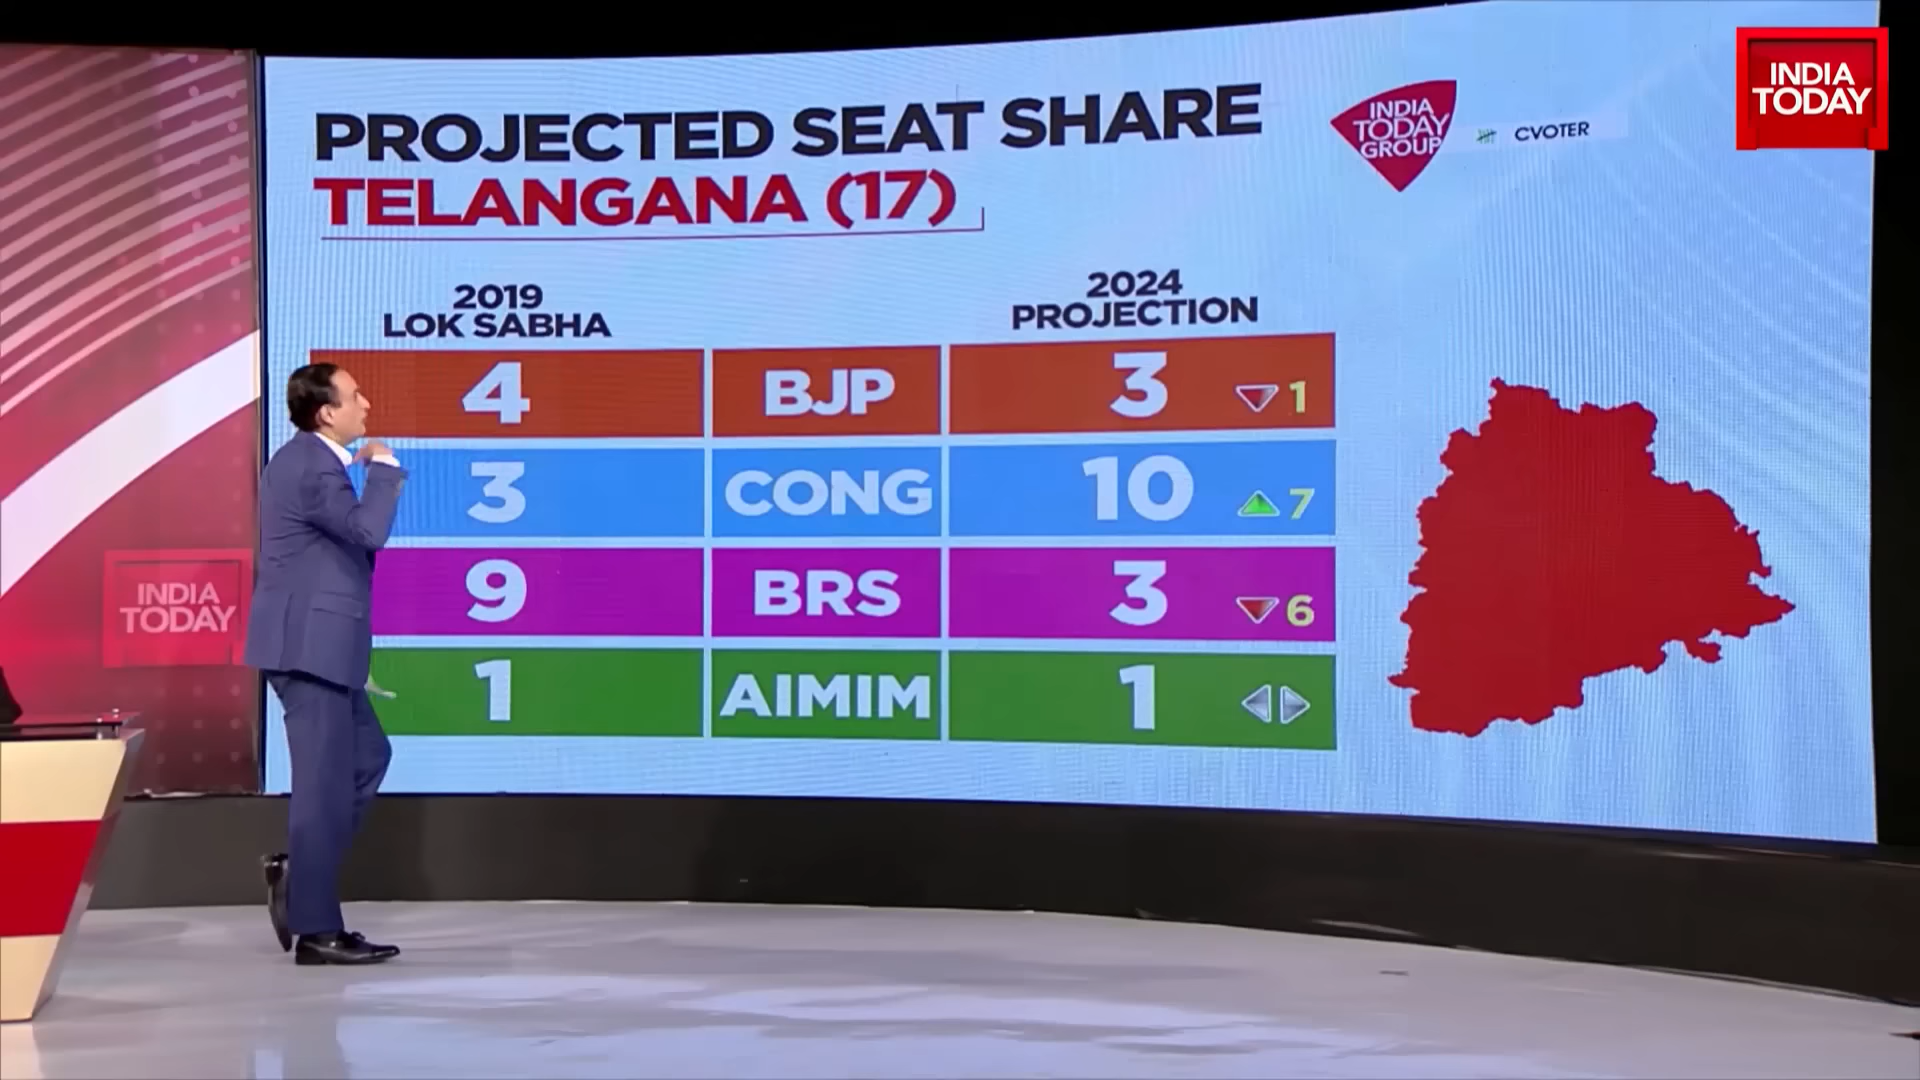 INDIA
TODAY
PROJECTED SEAT SHARE
TELANGANA (17)
INDIA
TODAY
GROUP
CVOTER
2019
LOK SABHA
2024
PROJECTION
4 BJP 3 1
3 CONG 10 7
9 BRS 3 6
1 AIMIM 1
INDIA
TODAY